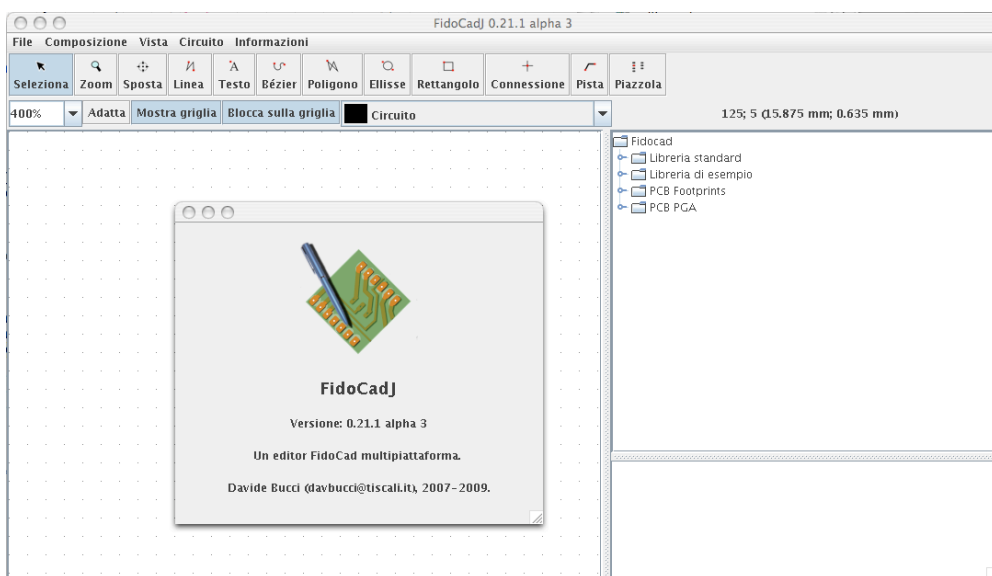 FidoCadJ 0.21.1 alpha 3
File Composizione Vista Circuito Informazioni
Seleziona Zoom Sposta Linea Testo Bézier Poligono Ellisse Rettangolo Connessione Pista Piazzola
400% Adatta Mostra griglia Blocca sulla griglia Circuito 125; 5 (15.875 mm; 0.635 mm)
Fidocad
Libreria standard
Libreria di esempio
PCB Footprints
PCB PGA
FidoCadJ
Versione: 0.21.1 alpha 3
Un editor FidoCad multipiattaforma.
Davide Bucci (davbucci@tiscali.it), 2007-2009.